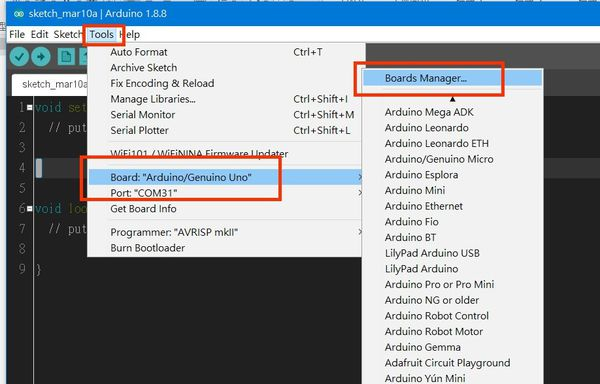 sketch_mar10a | Arduino 1.8.8
File Edit Sketch Tools Help
sketch_mar10a
Auto Format Ctrl+T
Archive Sketch
Fix Encoding & Reload
Manage Libraries... Ctrl+Shift+I
Serial Monitor Ctrl+Shift+M
Serial Plotter Ctrl+Shift+L
WiFi101 / WiFiNINA Firmware Updater
Board: "Arduino/Genuino Uno"
Port: "COM31"
Get Board Info
Programmer: "AVRISP mkII"
Burn Bootloader
Boards Manager...
Arduino Mega ADK
Arduino Leonardo
Arduino Leonardo ETH
Arduino/Genuino Micro
Arduino Esplora
Arduino Mini
Arduino Ethernet
Arduino Fio
Arduino BT
LilyPad Arduino USB
LilyPad Arduino
Arduino Pro or Pro Mini
Arduino NG or older
Arduino Robot Control
Arduino Robot Motor
Arduino Gemma
Adafruit Circuit Playground
Arduino Yún Mini
1 void set
2 // put
3
4
5
6 void loo
7 // put
8
9 }